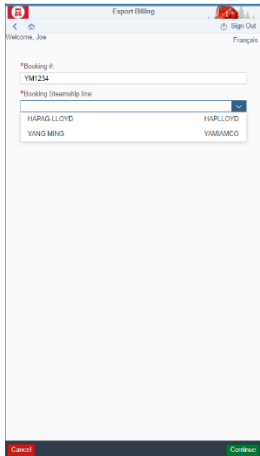 Export Billing
Sign Out
Welcome, Joe
Français
*Booking #:
YM1234
*Booking Steamship line:
HAPAG-LLOYD HAPLLOYD
YANG MING YAMIAMCO
Cancel Continue